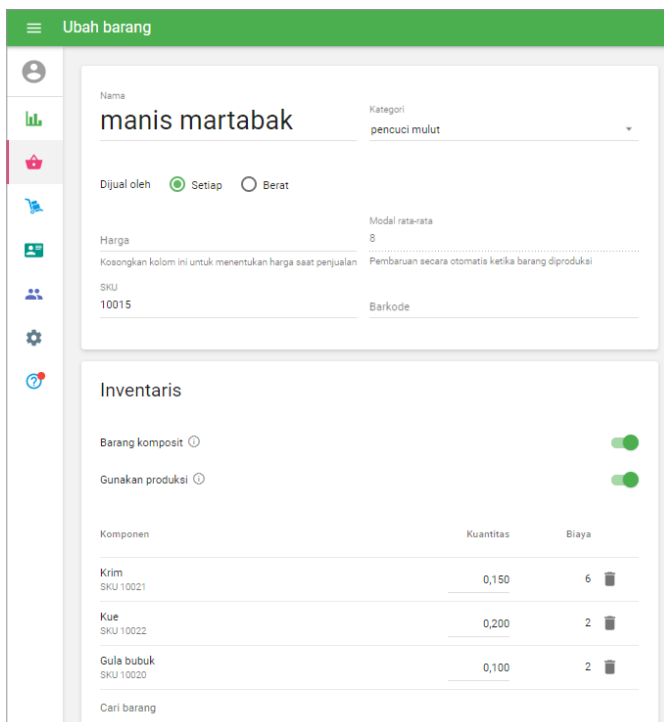 Ubah barang
Nama
manis martabak
Kategori
pencuci mulut
Dijual oleh
Setiap
Berat
Harga
Kosongkan kolom ini untuk menentukan harga saat penjualan
Modal rata-rata
8
Pembaruan secara otomatis ketika barang diproduksi
SKU
10015
Barkode
Inventaris
Barang komposit
Gunakan produksi
Komponen Kuantitas Biaya
Krim 0,150 6
SKU 10021
Kue 0,200 2
SKU 10022
Gula bubuk 0,100 2
SKU 10020
Cari barang